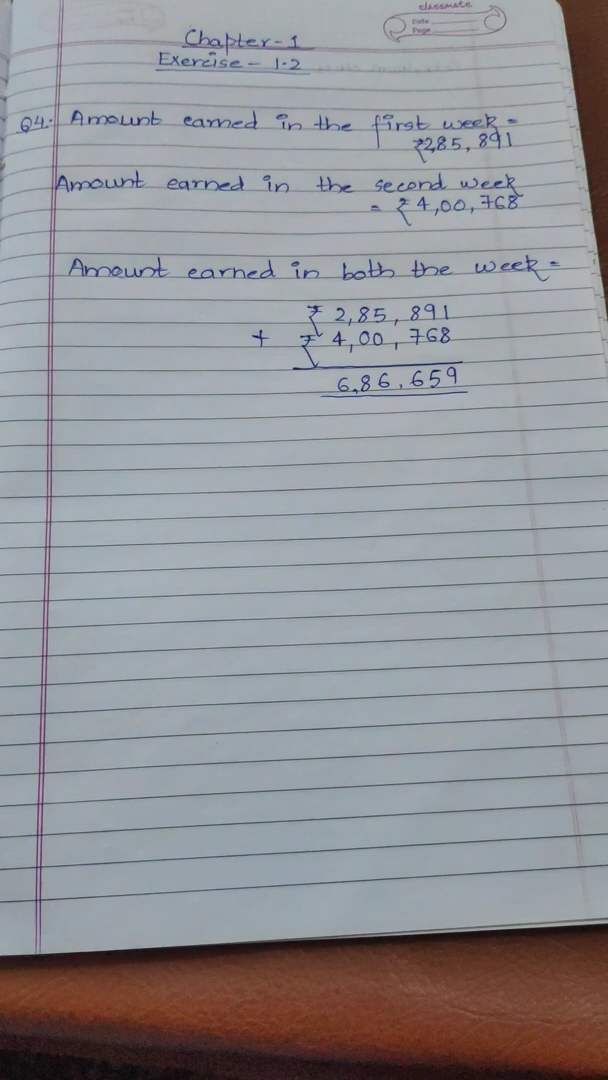 classmate
Date
Page
Chapter-1
Exercise - 1.2
Q4. Amount earned in the first week =
₹285,891
Amount earned in the second week
= ₹4,00,768
Amount earned in both the week =
₹ 2,85,891
+ ₹ 4,00,768
6,86,659